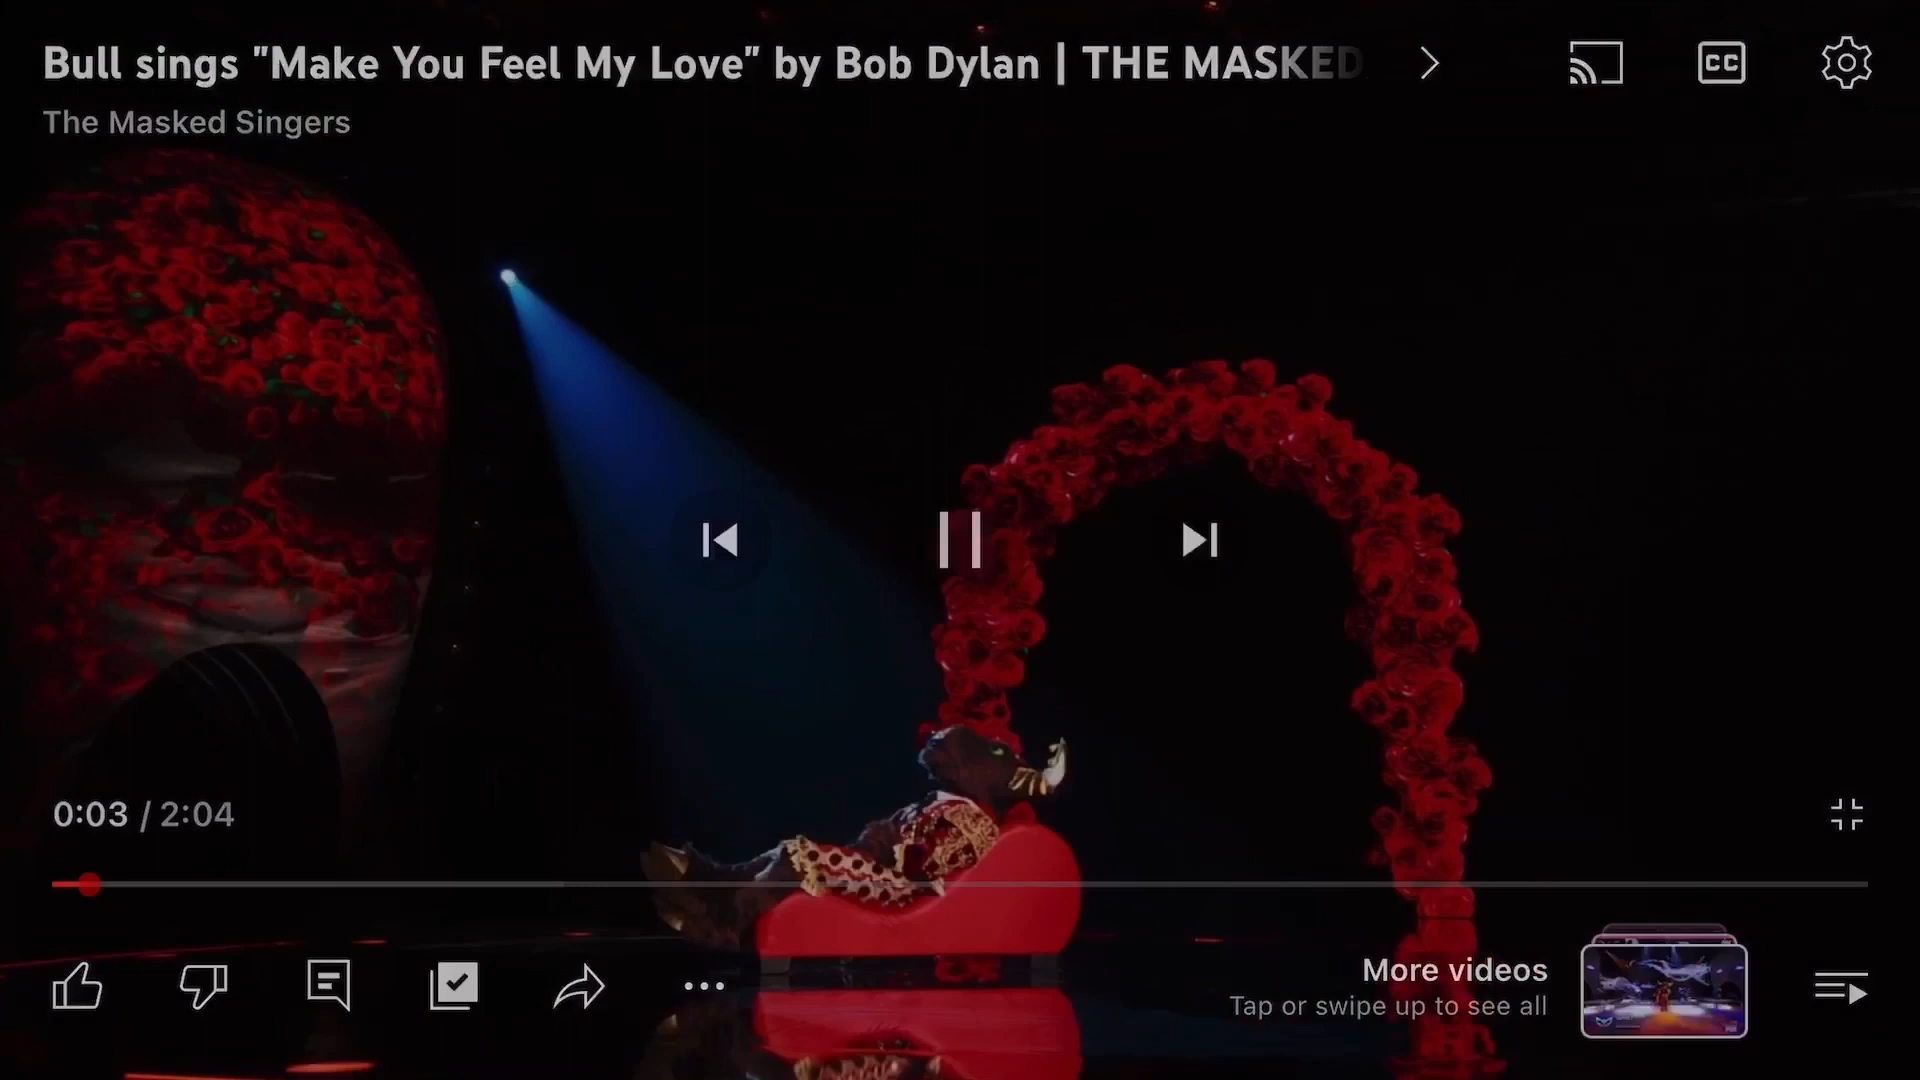 Bull sings "Make You Feel My Love" by Bob Dylan | THE MASKED
The Masked Singers
CC
0:03 / 2:04
More videos
Tap or swipe up to see all